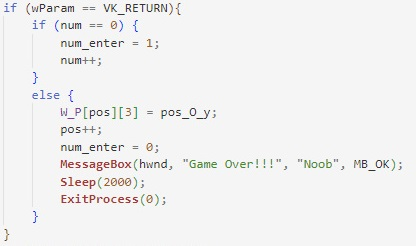 if (wParam == VK_RETURN){
    if (num == 0) {
        num_enter = 1;
        num++;
    }
    else {
        W_P[pos][3] = pos_O_y;
        pos++;
        num_enter = 0;
        MessageBox(hwnd, "Game Over!!!", "Noob", MB_OK);
        Sleep(2000);
        ExitProcess(0);
    }
}